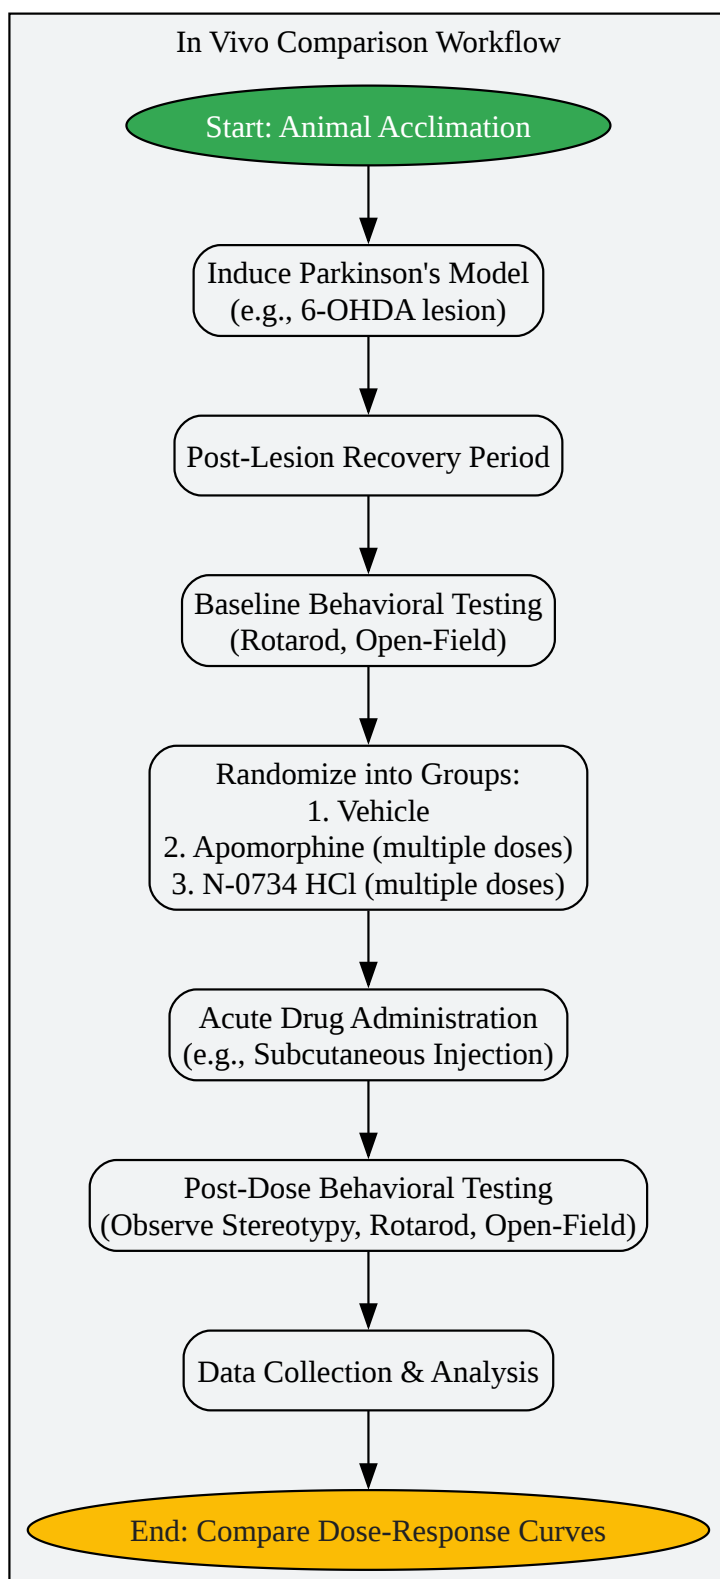 In Vivo Comparison Workflow
Start: Animal Acclimation
Induce Parkinson's Model
(e.g., 6-OHDA lesion)
Post-Lesion Recovery Period
Baseline Behavioral Testing
(Rotarod, Open-Field)
Randomize into Groups:
1. Vehicle
2. Apomorphine (multiple doses)
3. N-0734 HCl (multiple doses)
Acute Drug Administration
(e.g., Subcutaneous Injection)
Post-Dose Behavioral Testing
(Observe Stereotypy, Rotarod, Open-Field)
Data Collection & Analysis
End: Compare Dose-Response Curves